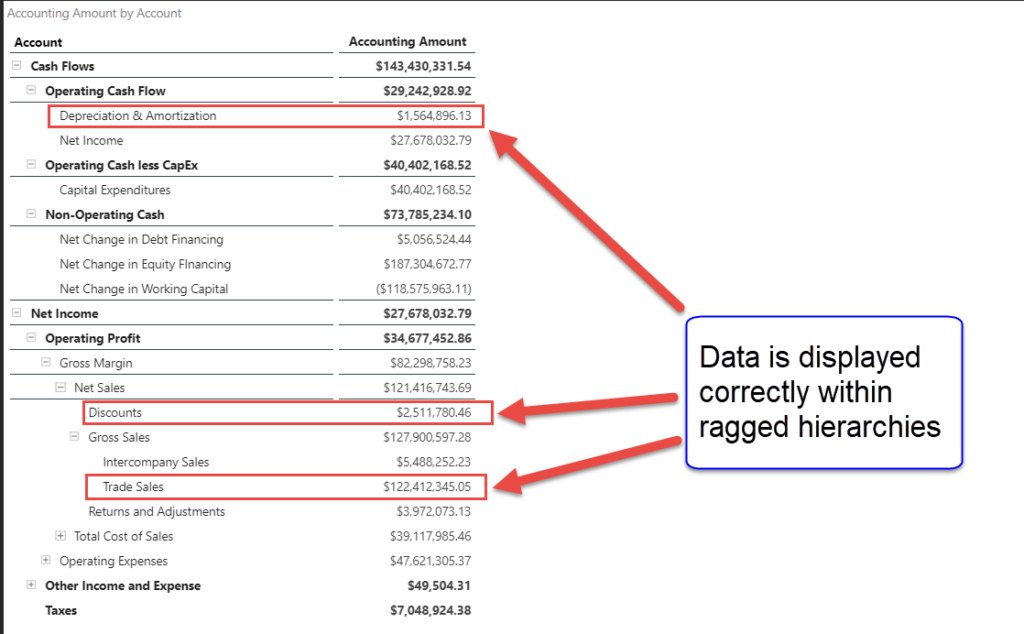 Accounting Amount by Account
Account Accounting Amount
Cash Flows $143,430,331.54
Operating Cash Flow $29,242,928.92
Depreciation & Amortization $1,564,896.13
Net Income $27,678,032.79
Operating Cash less CapEx $40,402,168.52
Capital Expenditures $40,402,168.52
Non-Operating Cash $73,785,234.10
Net Change in Debt Financing $5,056,524.44
Net Change in Equity FInancing $187,304,672.77
Net Change in Working Capital ($118,575,963.11)
Net Income $27,678,032.79
Operating Profit $34,677,452.86
Gross Margin $82,298,758.23
Net Sales $121,416,743.69
Discounts $2,511,780.46
Gross Sales $127,900,597.28
Intercompany Sales $5,488,252.23
Trade Sales $122,412,345.05
Returns and Adjustments $3,972,073.13
Total Cost of Sales $39,117,985.46
Operating Expenses $47,621,305.37
Other Income and Expense $49,504.31
Taxes $7,048,924.38
Data is displayed
correctly within
ragged hierarchies